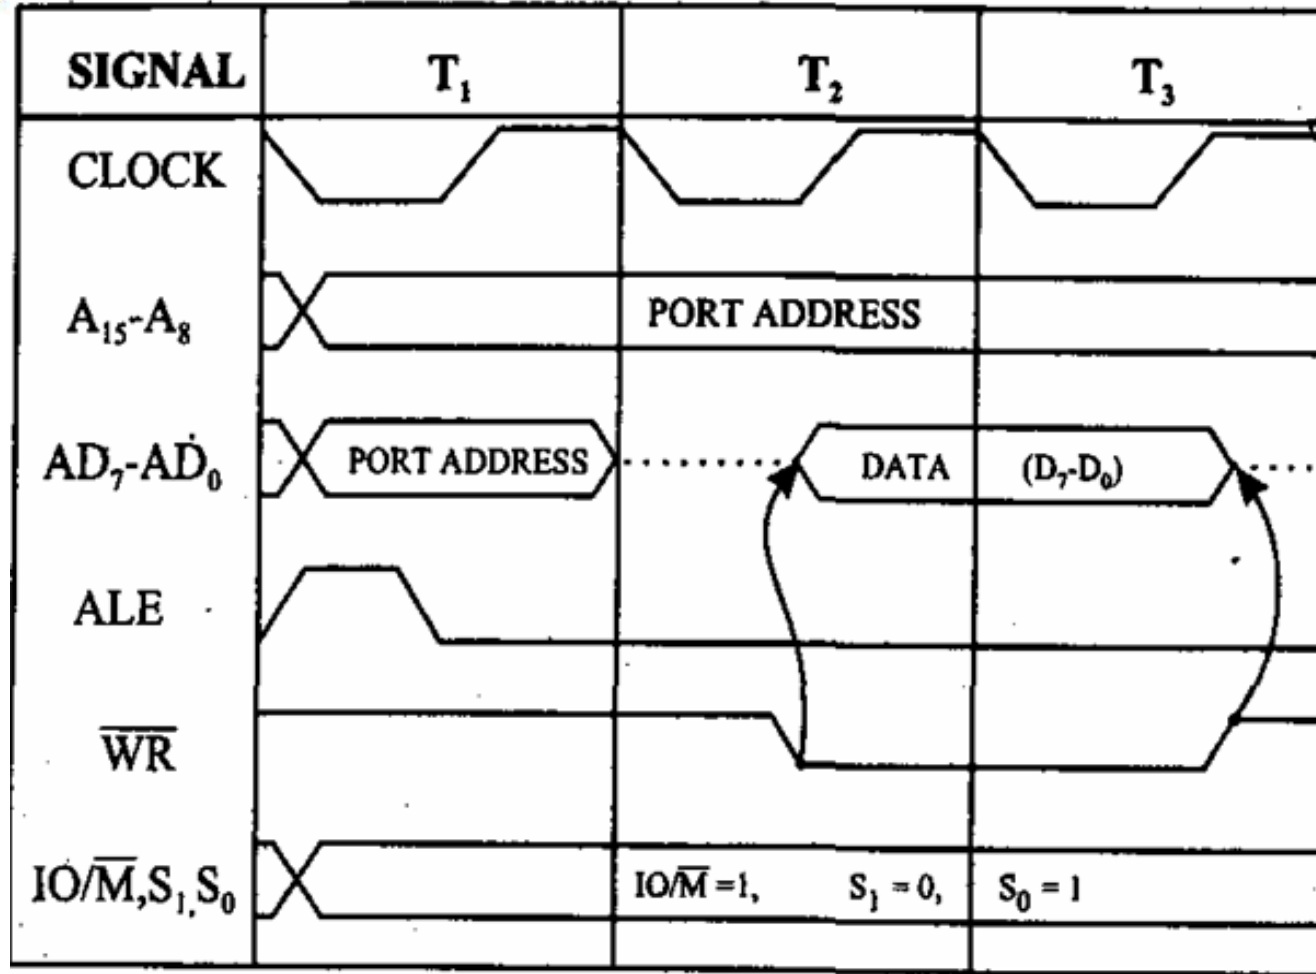 SIGNAL T₁ T₂ T₃
CLOCK
A₁₅-A₈ PORT ADDRESS
AD₇-AD₀ PORT ADDRESS DATA (D₇-D₀)
ALE
W̅R̅
IO/M̅,S₁,S₀ IO/M̅ =1, S₁ = 0, S₀ = 1